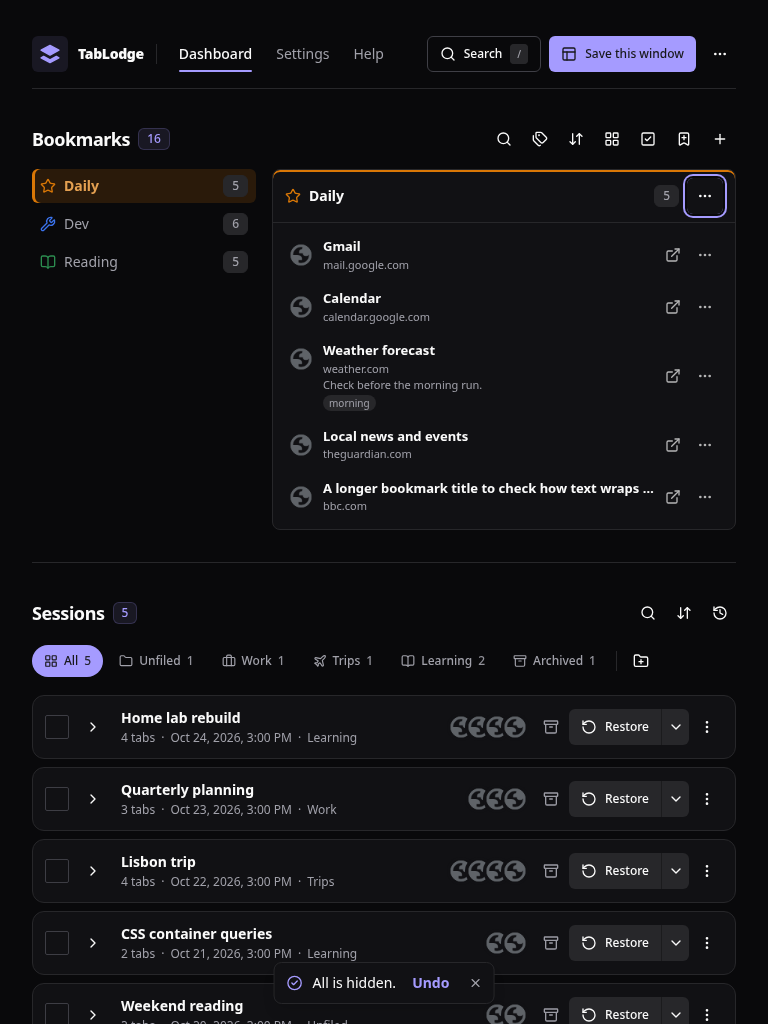 TabLodge
Dashboard
Settings
Help
Search /
Save this window
Bookmarks 16
Daily 5
Dev 6
Reading 5
Daily 5
Gmail
mail.google.com
Calendar
calendar.google.com
Weather forecast
weather.com
Check before the morning run.
morning
Local news and events
theguardian.com
A longer bookmark title to check how text wraps ...
bbc.com
Sessions 5
All 5
Unfiled 1
Work 1
Trips 1
Learning 2
Archived 1
Home lab rebuild
4 tabs · Oct 24, 2026, 3:00 PM · Learning
Restore
Quarterly planning
3 tabs · Oct 23, 2026, 3:00 PM · Work
Restore
Lisbon trip
4 tabs · Oct 22, 2026, 3:00 PM · Trips
Restore
CSS container queries
2 tabs · Oct 21, 2026, 3:00 PM · Learning
Restore
All is hidden. Undo
Weekend reading
Restore